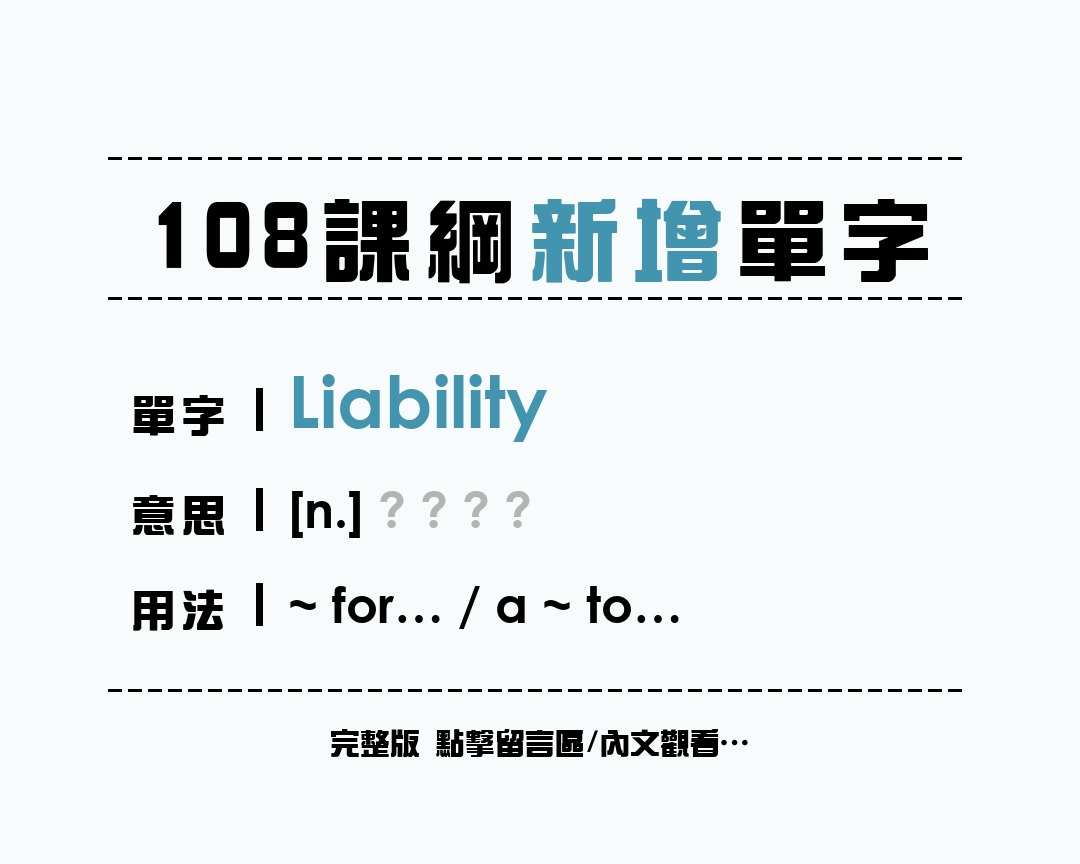 108課綱新增單字
單字 | Liability
意思 | [n.] ????
用法 | ~ for… / a ~ to…
完整版 點擊留言區/內文觀看…